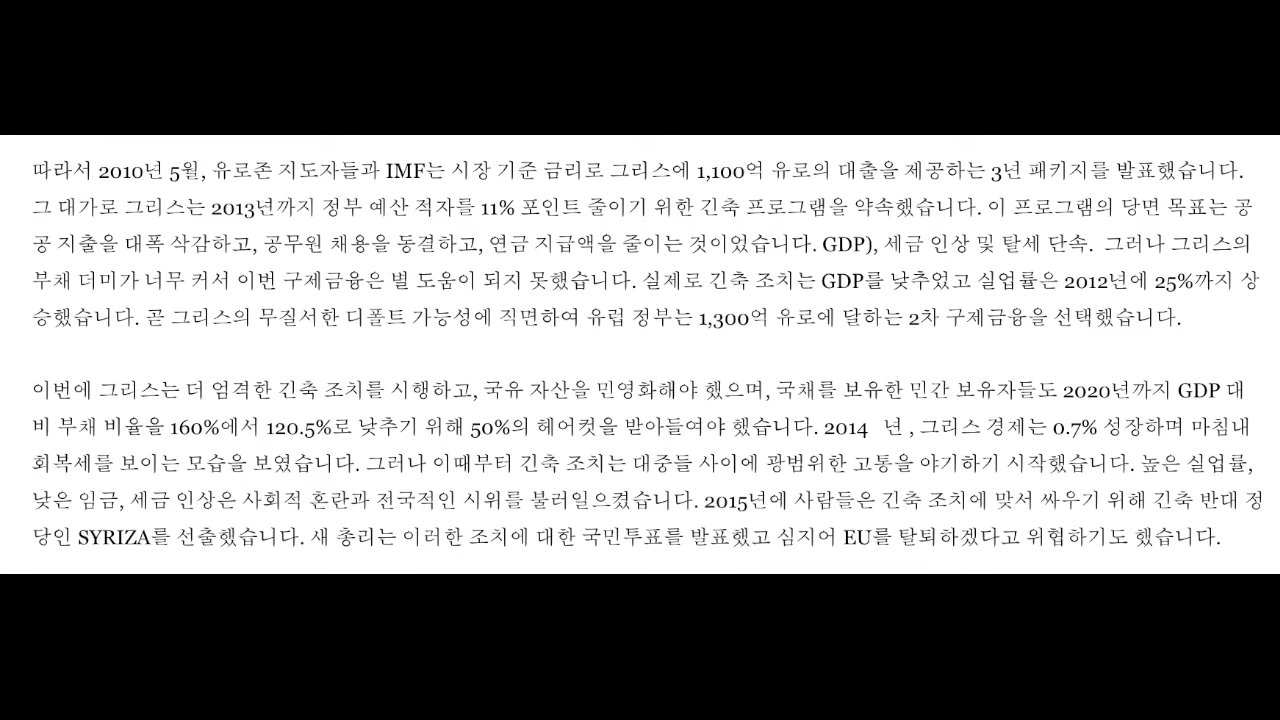 따라서 2010년 5월, 유로존 지도자들과 IMF는 시장 기준 금리로 그리스에 1,100억 유로의 대출을 제공하는 3년 패키지를 발표했습니다.
그 대가로 그리스는 2013년까지 정부 예산 적자를 11% 포인트 줄이기 위한 긴축 프로그램을 약속했습니다. 이 프로그램의 당면 목표는 공
공 지출을 대폭 삭감하고, 공무원 채용을 동결하고, 연금 지급액을 줄이는 것이었습니다. GDP), 세금 인상 및 탈세 단속. 그러나 그리스의
부채 더미가 너무 커서 이번 구제금융은 별 도움이 되지 못했습니다. 실제로 긴축 조치는 GDP를 낮추었고 실업률은 2012년에 25%까지 상
승했습니다. 곧 그리스의 무질서한 디폴트 가능성에 직면하여 유럽 정부는 1,300억 유로에 달하는 2차 구제금융을 선택했습니다.
이번에 그리스는 더 엄격한 긴축 조치를 시행하고, 국유 자산을 민영화해야 했으며, 국채를 보유한 민간 보유자들도 2020년까지 GDP 대
비 부채 비율을 160%에서 120.5%로 낮추기 위해 50%의 헤어컷을 받아들여야 했습니다. 2014 년 , 그리스 경제는 0.7% 성장하며 마침내
회복세를 보이는 모습을 보였습니다. 그러나 이때부터 긴축 조치는 대중들 사이에 광범위한 고통을 야기하기 시작했습니다. 높은 실업률,
낮은 임금, 세금 인상은 사회적 혼란과 전국적인 시위를 불러일으켰습니다. 2015년에 사람들은 긴축 조치에 맞서 싸우기 위해 긴축 반대 정
당인 SYRIZA를 선출했습니다. 새 총리는 이러한 조치에 대한 국민투표를 발표했고 심지어 EU를 탈퇴하겠다고 위협하기도 했습니다.